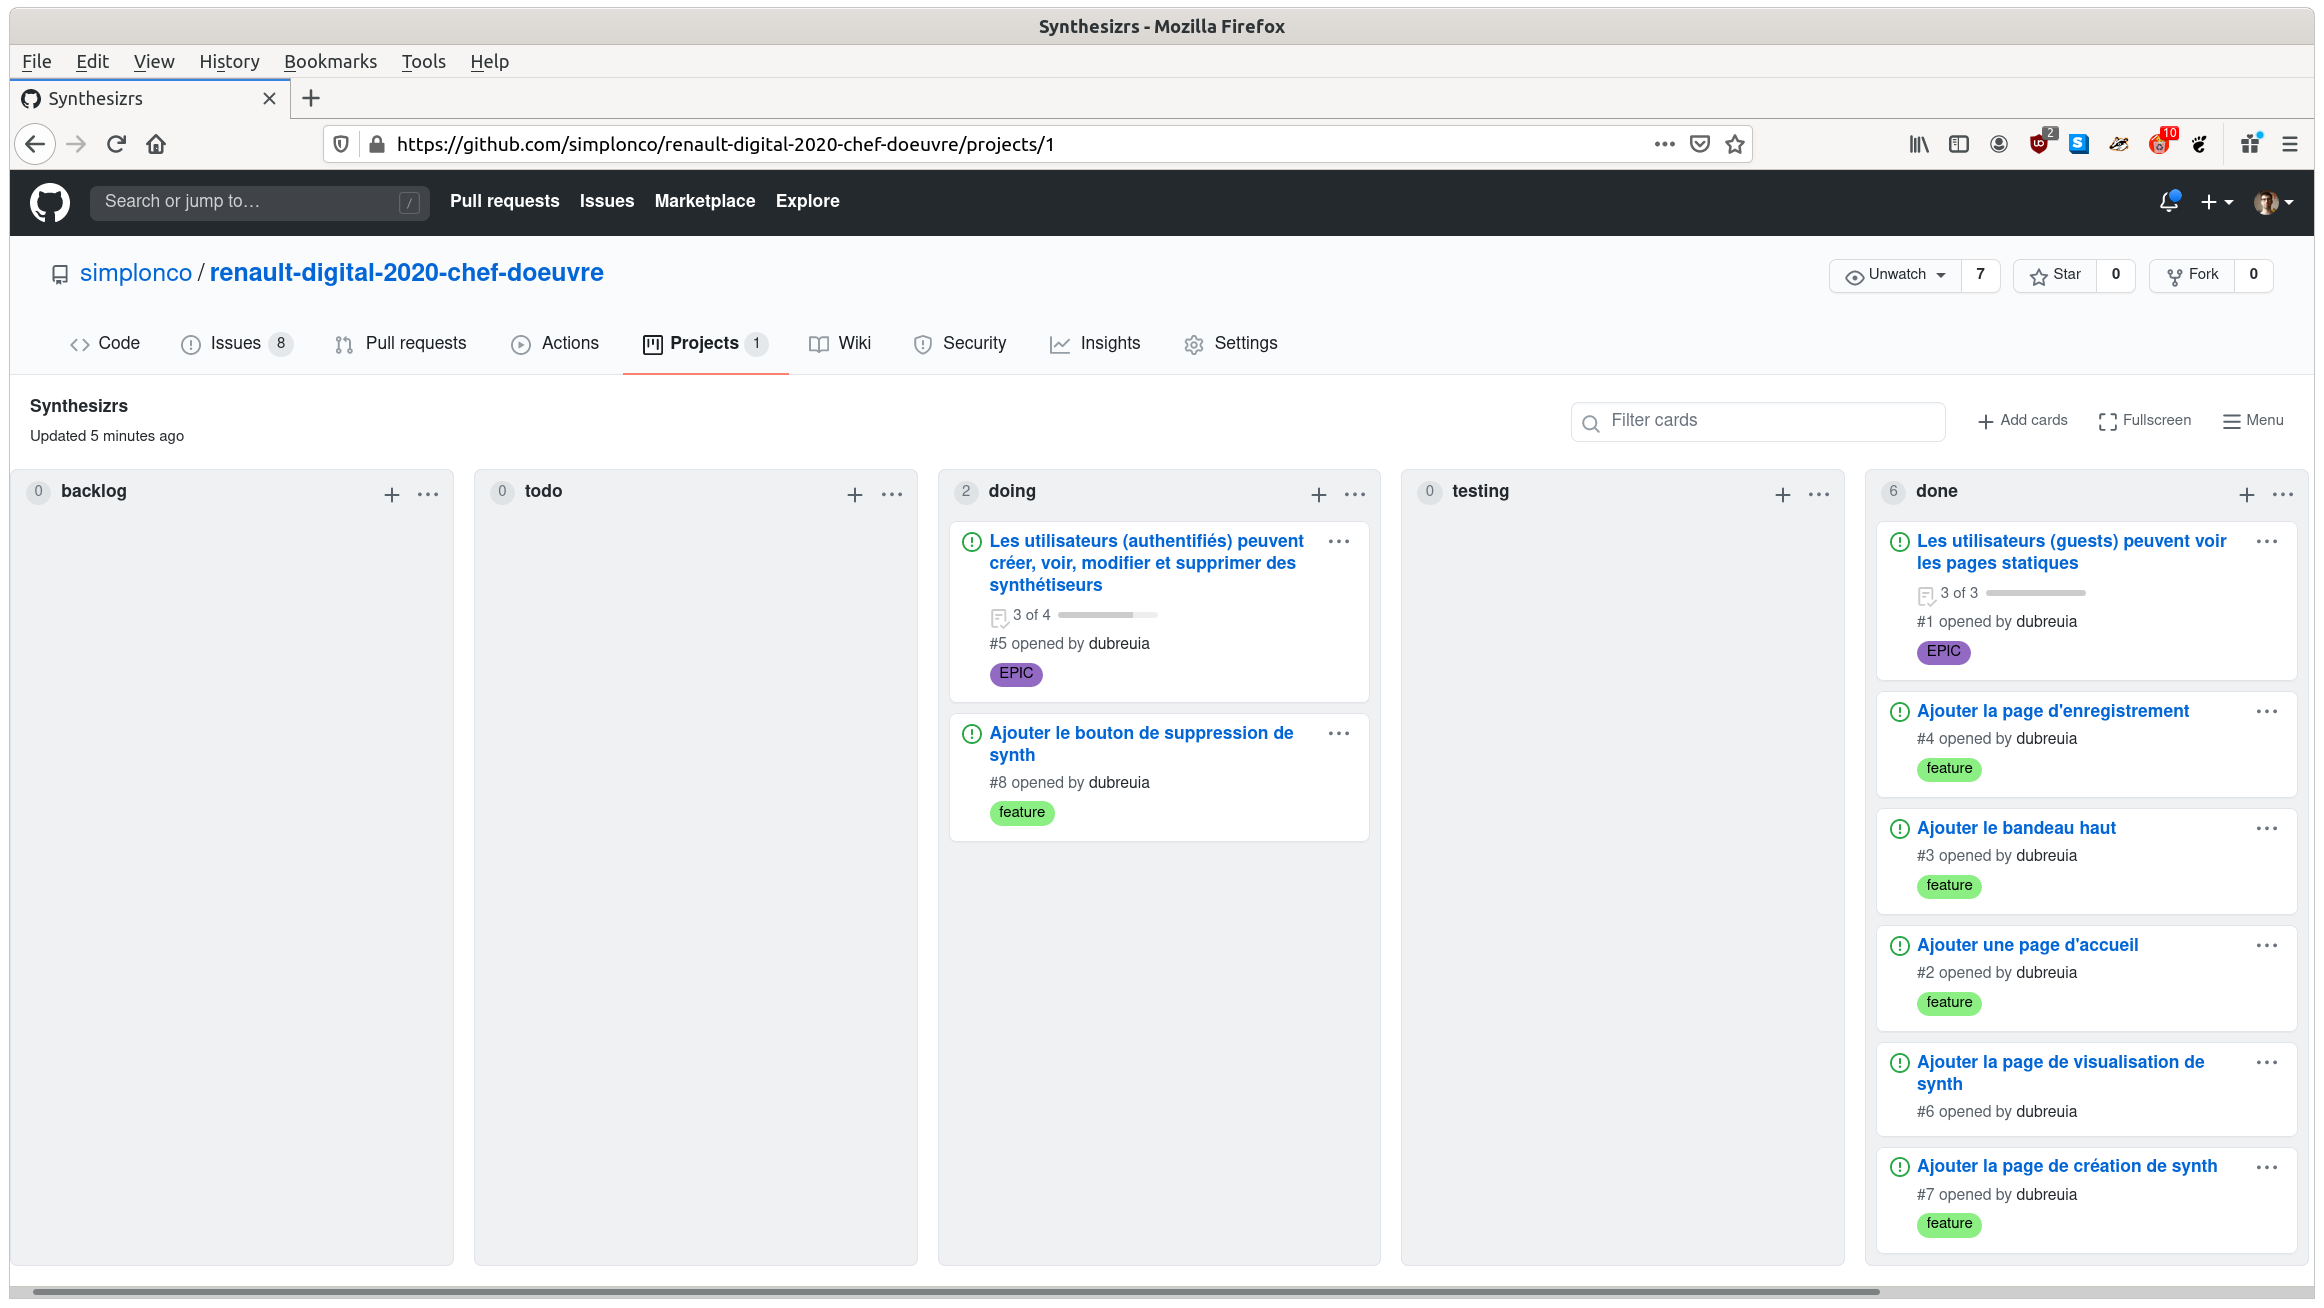 Synthesizrs - Mozilla Firefox
File Edit View History Bookmarks Tools Help
Synthesizrs
https://github.com/simplonco/renault-digital-2020-chef-doeuvre/projects/1
2
10
Search or jump to… /
Pull requests Issues Marketplace Explore
simplonco / renault-digital-2020-chef-doeuvre
Unwatch 7 Star 0 Fork 0
Code Issues 8 Pull requests Actions Projects 1 Wiki Security Insights Settings
Synthesizrs
Updated 5 minutes ago
Filter cards
Add cards Fullscreen Menu
0 backlog
0 todo
2 doing
Les utilisateurs (authentifiés) peuvent
créer, voir, modifier et supprimer des
synthétiseurs
3 of 4
#5 opened by dubreuia
EPIC
Ajouter le bouton de suppression de
synth
#8 opened by dubreuia
feature
0 testing
6 done
Les utilisateurs (guests) peuvent voir
les pages statiques
3 of 3
#1 opened by dubreuia
EPIC
Ajouter la page d'enregistrement
#4 opened by dubreuia
feature
Ajouter le bandeau haut
#3 opened by dubreuia
feature
Ajouter une page d'accueil
#2 opened by dubreuia
feature
Ajouter la page de visualisation de
synth
#6 opened by dubreuia
Ajouter la page de création de synth
#7 opened by dubreuia
feature